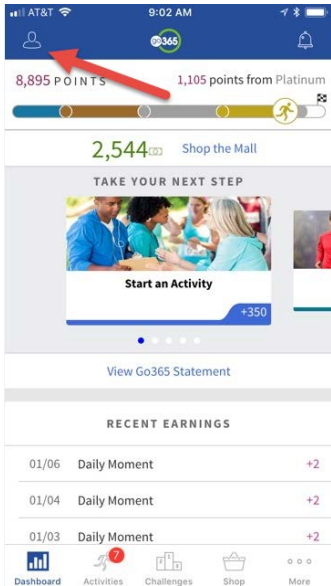 AT&T 9:02 AM
Go365
8,895 POINTS 1,105 points from Platinum
2,544 Shop the Mall
TAKE YOUR NEXT STEP
Start an Activity
+350
View Go365 Statement
RECENT EARNINGS
01/06 Daily Moment +2
01/04 Daily Moment +2
01/03 Daily Moment +2
7
Dashboard Activities Challenges Shop More